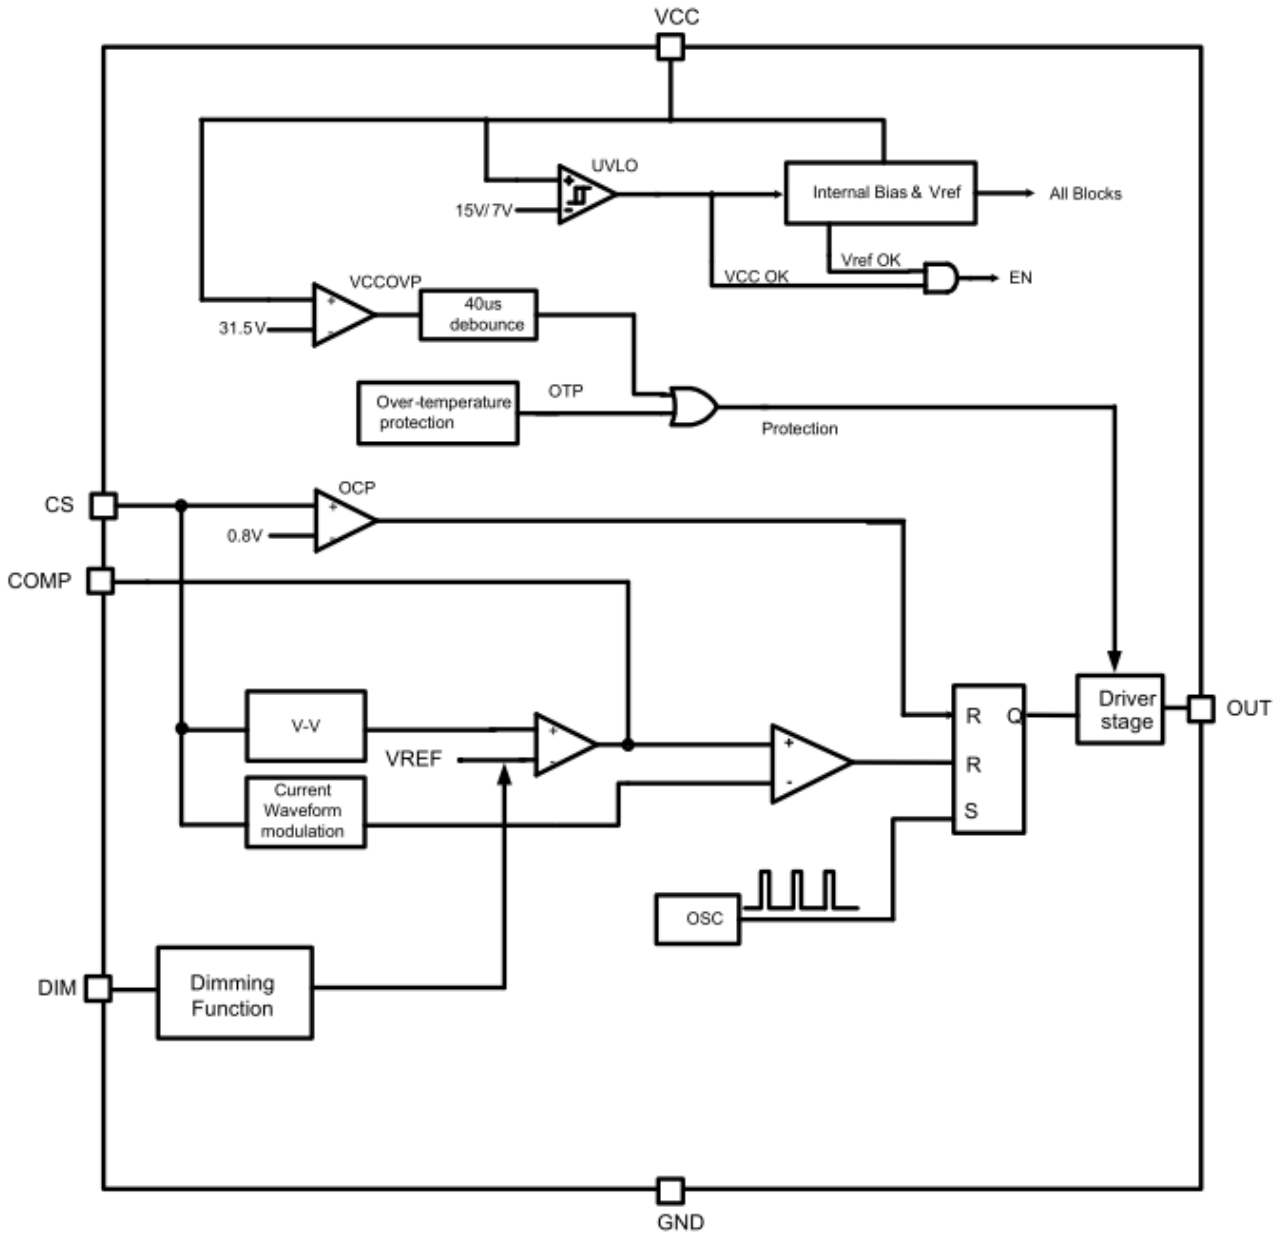 VCC
UVLO
+
15V/7V
-
Internal Bias & Vref
All Blocks
Vref OK
VCC OK
EN
VCCOVP
+
31.5V
-
40us
debounce
Over-temperature
protection
OTP
Protection
CS
OCP
+
0.8V
-
COMP
V-V
+
VREF
-
Current
Waveform
modulation
+
-
R
Q
R
S
Driver
stage
OUT
OSC
DIM
Dimming
Function
GND